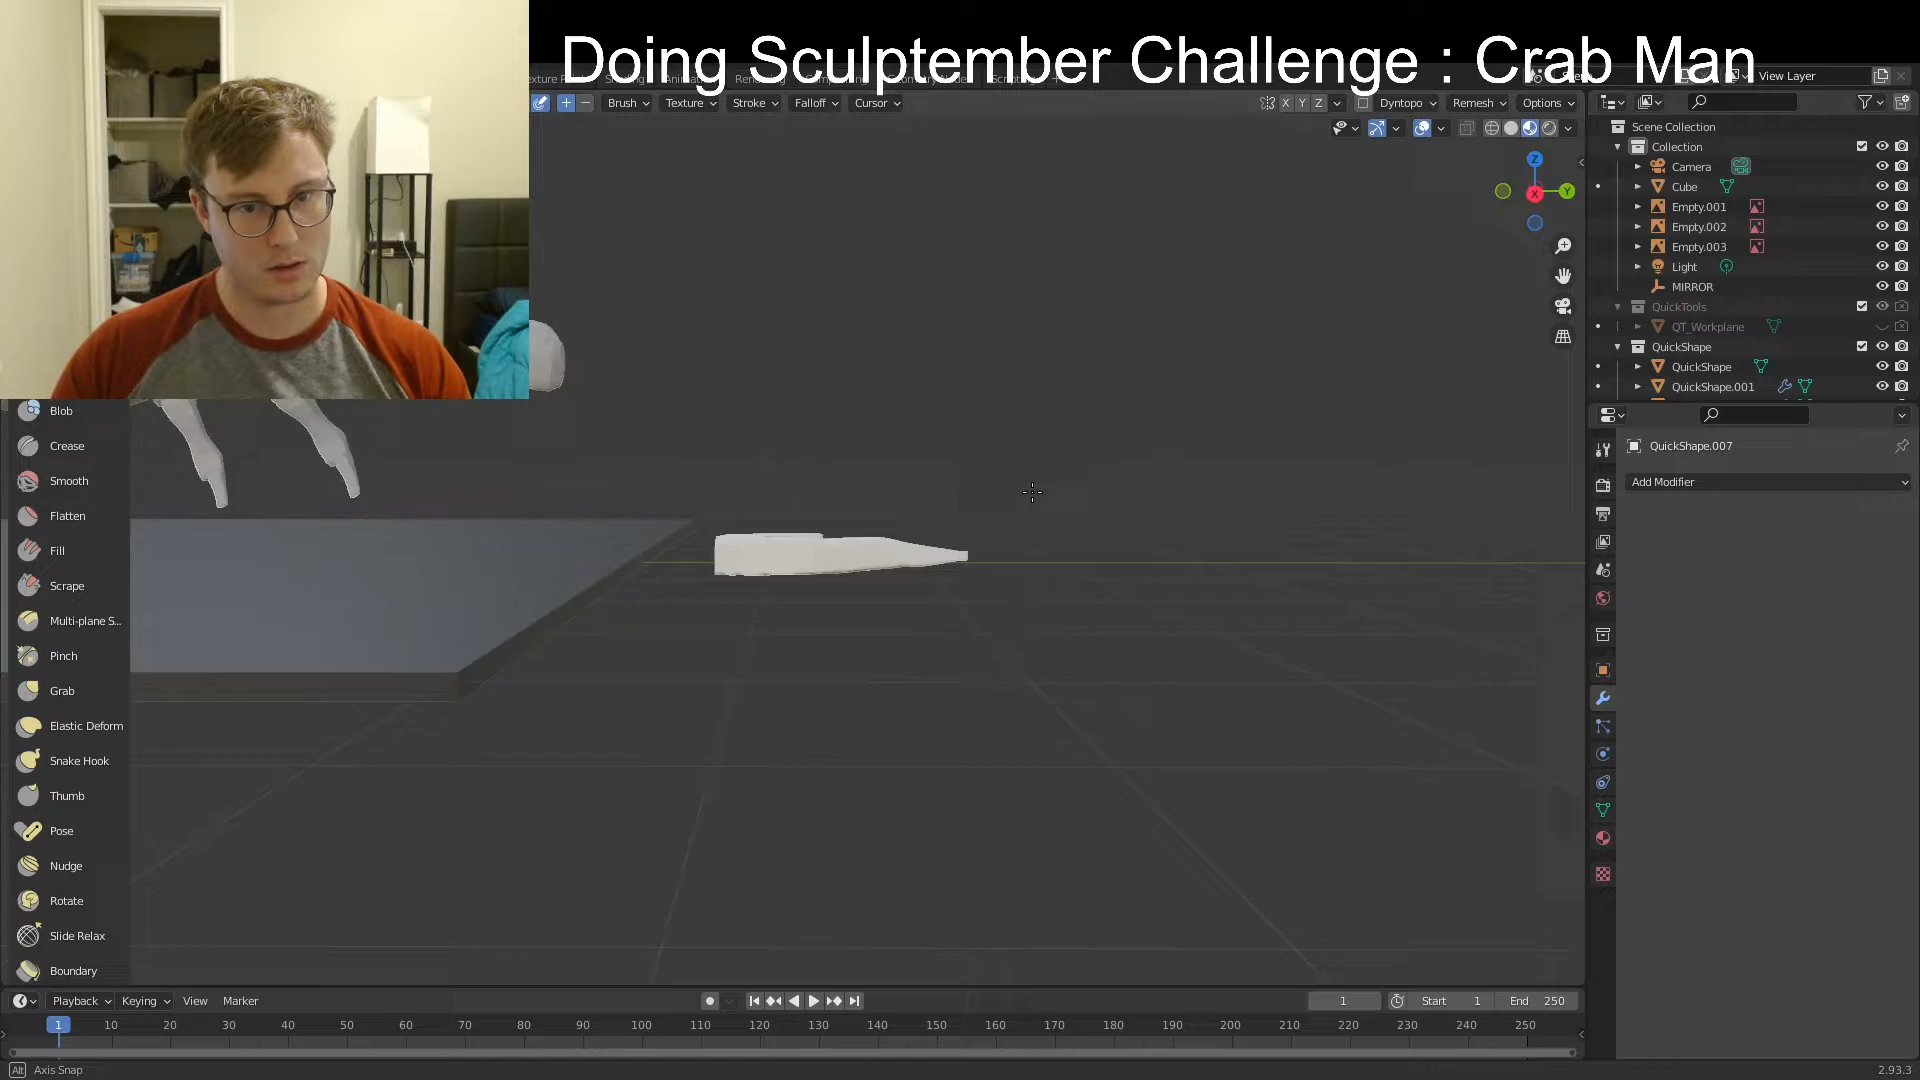 Doing Sculptember Challenge : Crab Man
View Layer
Brush
Texture
Stroke
Falloff
Cursor
X
Y
Z
Dyntopo
Remesh
Options
Z
Y
X
Scene Collection
Collection
Camera
Cube
Empty.001
Empty.002
Empty.003
Light
MIRROR
QuickTools
QT_Workplane
QuickShape
QuickShape
QuickShape.001
QuickShape.007
Add Modifier
Blob
Crease
Smooth
Flatten
Fill
Scrape
Multi-plane S...
Pinch
Grab
Elastic Deform
Snake Hook
Thumb
Pose
Nudge
Rotate
Slide Relax
Boundary
Playback
Keying
View
Marker
1
Start 1
End 250
1 10 20 30 40 50 60 70 80 90 100 110 120 130 140 150 160 170 180 190 200 210 220 230 240 250
Alt Axis Snap
2.93.3